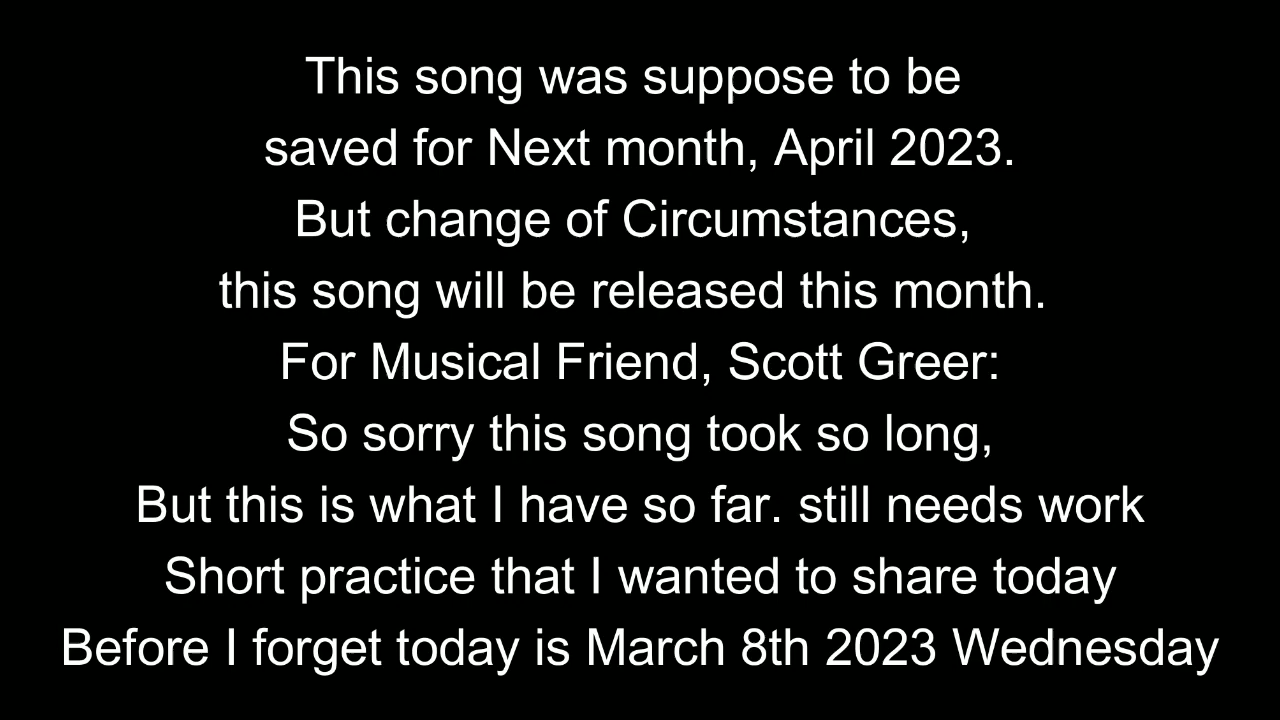 This song was suppose to be
saved for Next month, April 2023.
But change of Circumstances,
this song will be released this month.
For Musical Friend, Scott Greer:
So sorry this song took so long,
But this is what I have so far. still needs work
Short practice that I wanted to share today
Before I forget today is March 8th 2023 Wednesday